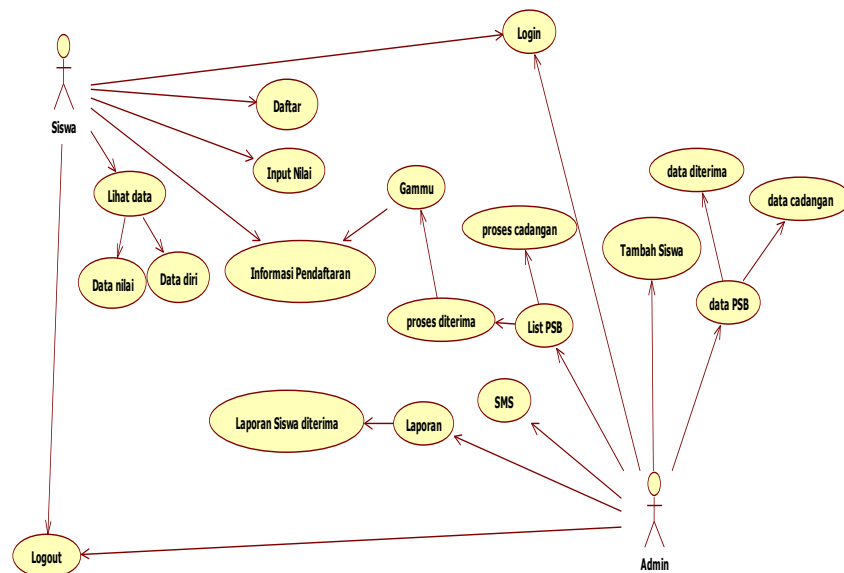 Login
Siswa
Daftar
Input Nilai
Lihat data
Gammu
data diterima
data cadangan
proses cadangan
Tambah Siswa
Informasi Pendaftaran
Data nilai
Data diri
proses diterima
List PSB
data PSB
SMS
Laporan Siswa diterima
Laporan
Logout
Admin